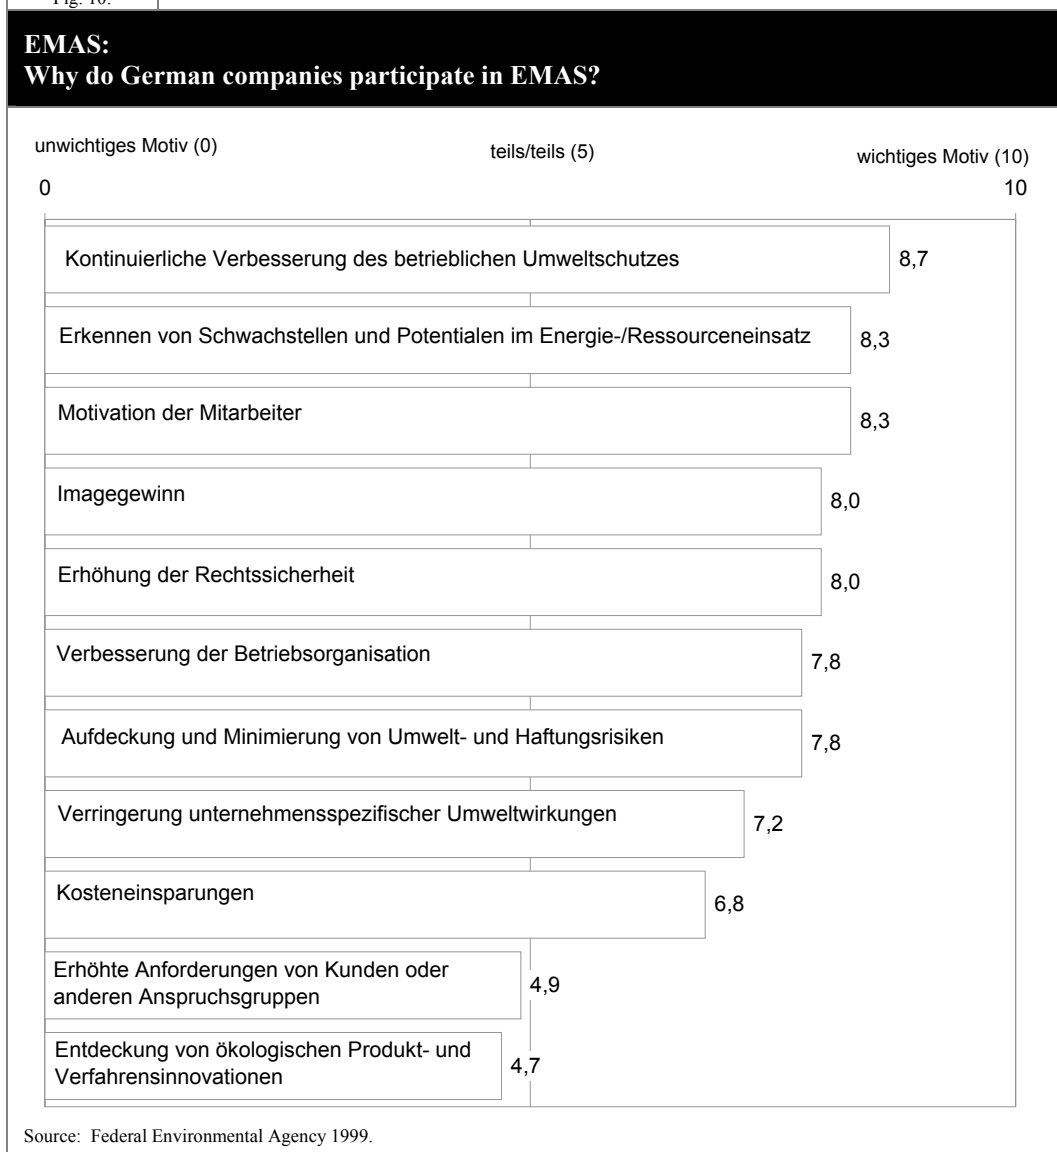 Fig. 10:
EMAS:
Why do German companies participate in EMAS?
unwichtiges Motiv (0)
teils/teils (5)
wichtiges Motiv (10)
0
10
Kontinuierliche Verbesserung des betrieblichen Umweltschutzes
8,7
Erkennen von Schwachstellen und Potentialen im Energie-/Ressourceneinsatz
8,3
Motivation der Mitarbeiter
8,3
Imagegewinn
8,0
Erhöhung der Rechtssicherheit
8,0
Verbesserung der Betriebsorganisation
7,8
Aufdeckung und Minimierung von Umwelt- und Haftungsrisiken
7,8
Verringerung unternehmensspezifischer Umweltwirkungen
7,2
Kosteneinsparungen
6,8
Erhöhte Anforderungen von Kunden oder
anderen Anspruchsgruppen
4,9
Entdeckung von ökologischen Produkt- und
Verfahrensinnovationen
4,7
Source: Federal Environmental Agency 1999.